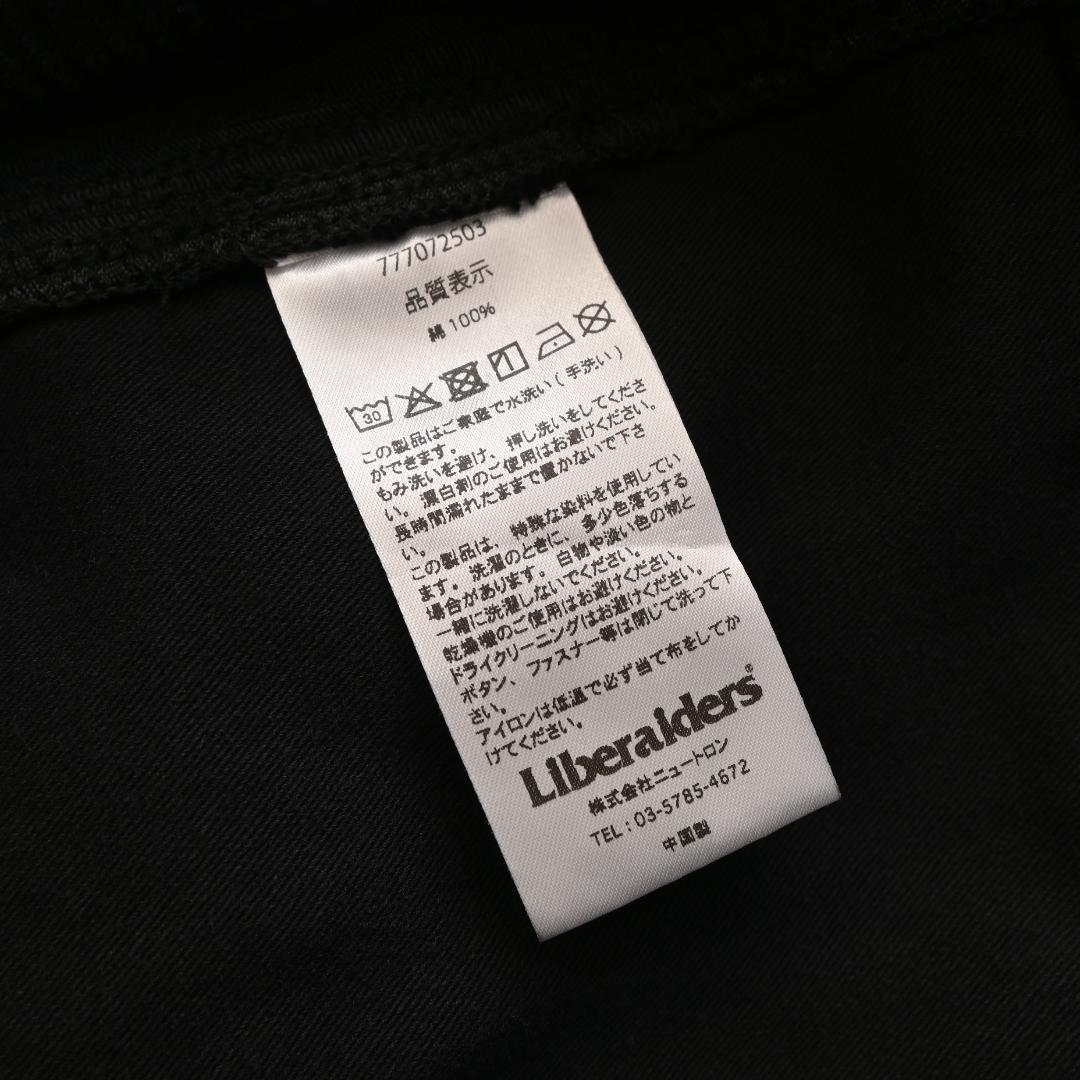 777072503
品質表示
綿100%
30
この製品はご家庭で水洗い(手洗い)
ができます。
もみ洗いを避け、押し洗いをしてくださ
い。漂白剤のご使用はお避けください。
長時間濡れたままで置かないで下さ
い。
この製品は、特殊な染料を使用してい
ます。洗濯のときに、多少色落ちする
場合があります。白物や淡い色の物と
一緒に洗濯しないでください。
乾燥機のご使用はお避けください。
ドライクリーニングはお避けください。
ボタン、ファスナー等は閉じて洗って下
さい。
アイロンは低温で必ず当て布をしてか
けてください。
Liberaiders®
株式会社ニュートロン
TEL:03-5785-4672
中国製